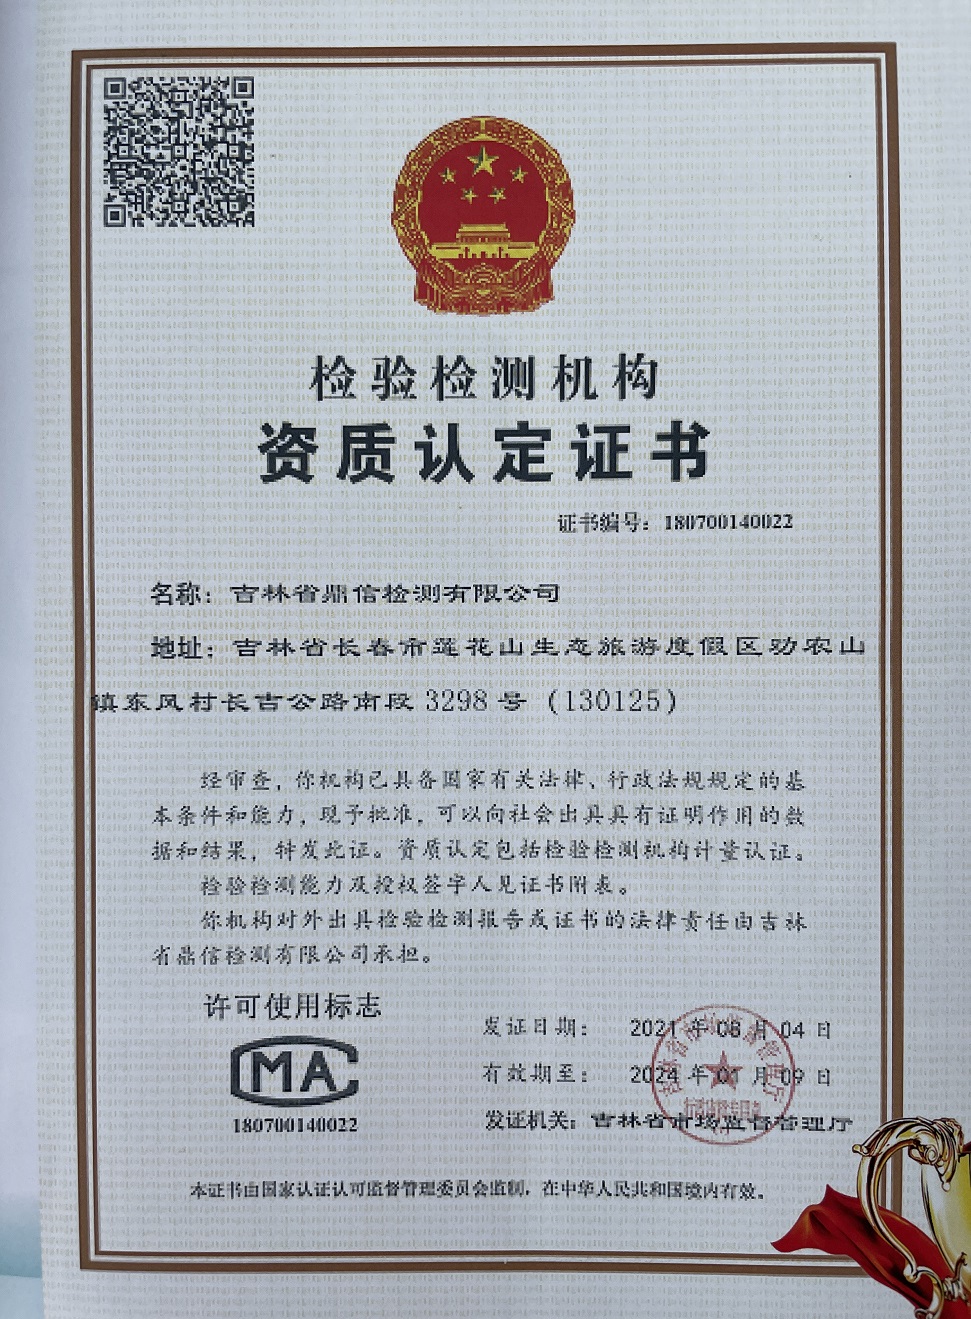 检验检测机构
资质认定证书
证书编号：180700140022
名称：吉林省鼎信检测有限公司
地址：吉林省长春市莲花山生态旅游度假区劝农山
镇东风村长吉公路南段 3298 号（130125）
经审查，你机构已具备国家有关法律、行政法规规定的基
本条件和能力，现予批准，可以向社会出具具有证明作用的数
据和结果，特发此证。资质认定包括检验检测机构计量认证。
检验检测能力及授权签字人见证书附表。
你机构对外出具检验检测报告或证书的法律责任由吉林
省鼎信检测有限公司承担。
许可使用标志
MA
180700140022
发证日期： 2021 年 08 月 04 日
有效期至： 2024 年 01 月 09 日
发证机关：吉林省市场监督管理厅
本证书由国家认证认可监督管理委员会监制，在中华人民共和国境内有效。